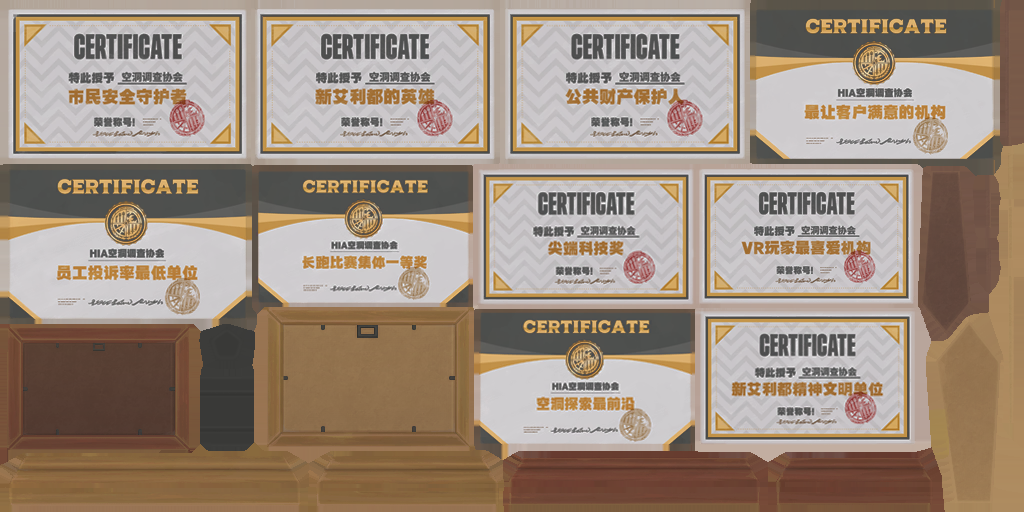 CERTIFICATE
特此授予 空洞调查协会
市民安全守护者
荣誉称号!
CERTIFICATE
特此授予 空洞调查协会
新艾利都的英雄
荣誉称号!
CERTIFICATE
特此授予 空洞调查协会
公共财产保护人
荣誉称号!
CERTIFICATE
HIA空洞调查协会
最让客户满意的机构
CERTIFICATE
HIA空洞调查协会
员工投诉率最低单位
CERTIFICATE
HIA空洞调查协会
长跑比赛集体一等奖
CERTIFICATE
特此授予 空洞调查协会
尖端科技奖
荣誉称号!
CERTIFICATE
特此授予 空洞调查协会
VR玩家最喜爱机构
荣誉称号!
CERTIFICATE
HIA空洞调查协会
空洞探索最前沿
CERTIFICATE
特此授予 空洞调查协会
新艾利都精神文明单位
荣誉称号!